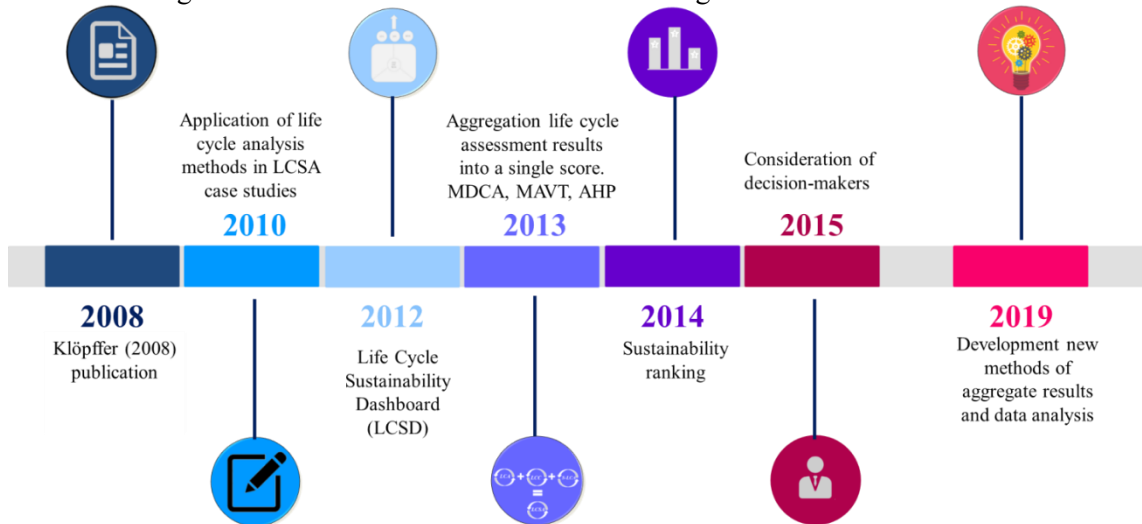 Application of life
cycle analysis
methods in LCSA
case studies
2010
Aggregation life cycle
assessment results
into a single score.
MDCA, MAVT, AHP
2013
Consideration of
decision-makers
2015
2008
Klöpffer (2008)
publication
2012
Life Cycle
Sustainability
Dashboard
(LCSD)
2014
Sustainability
ranking
2019
Development new
methods of
aggregate results
and data analysis